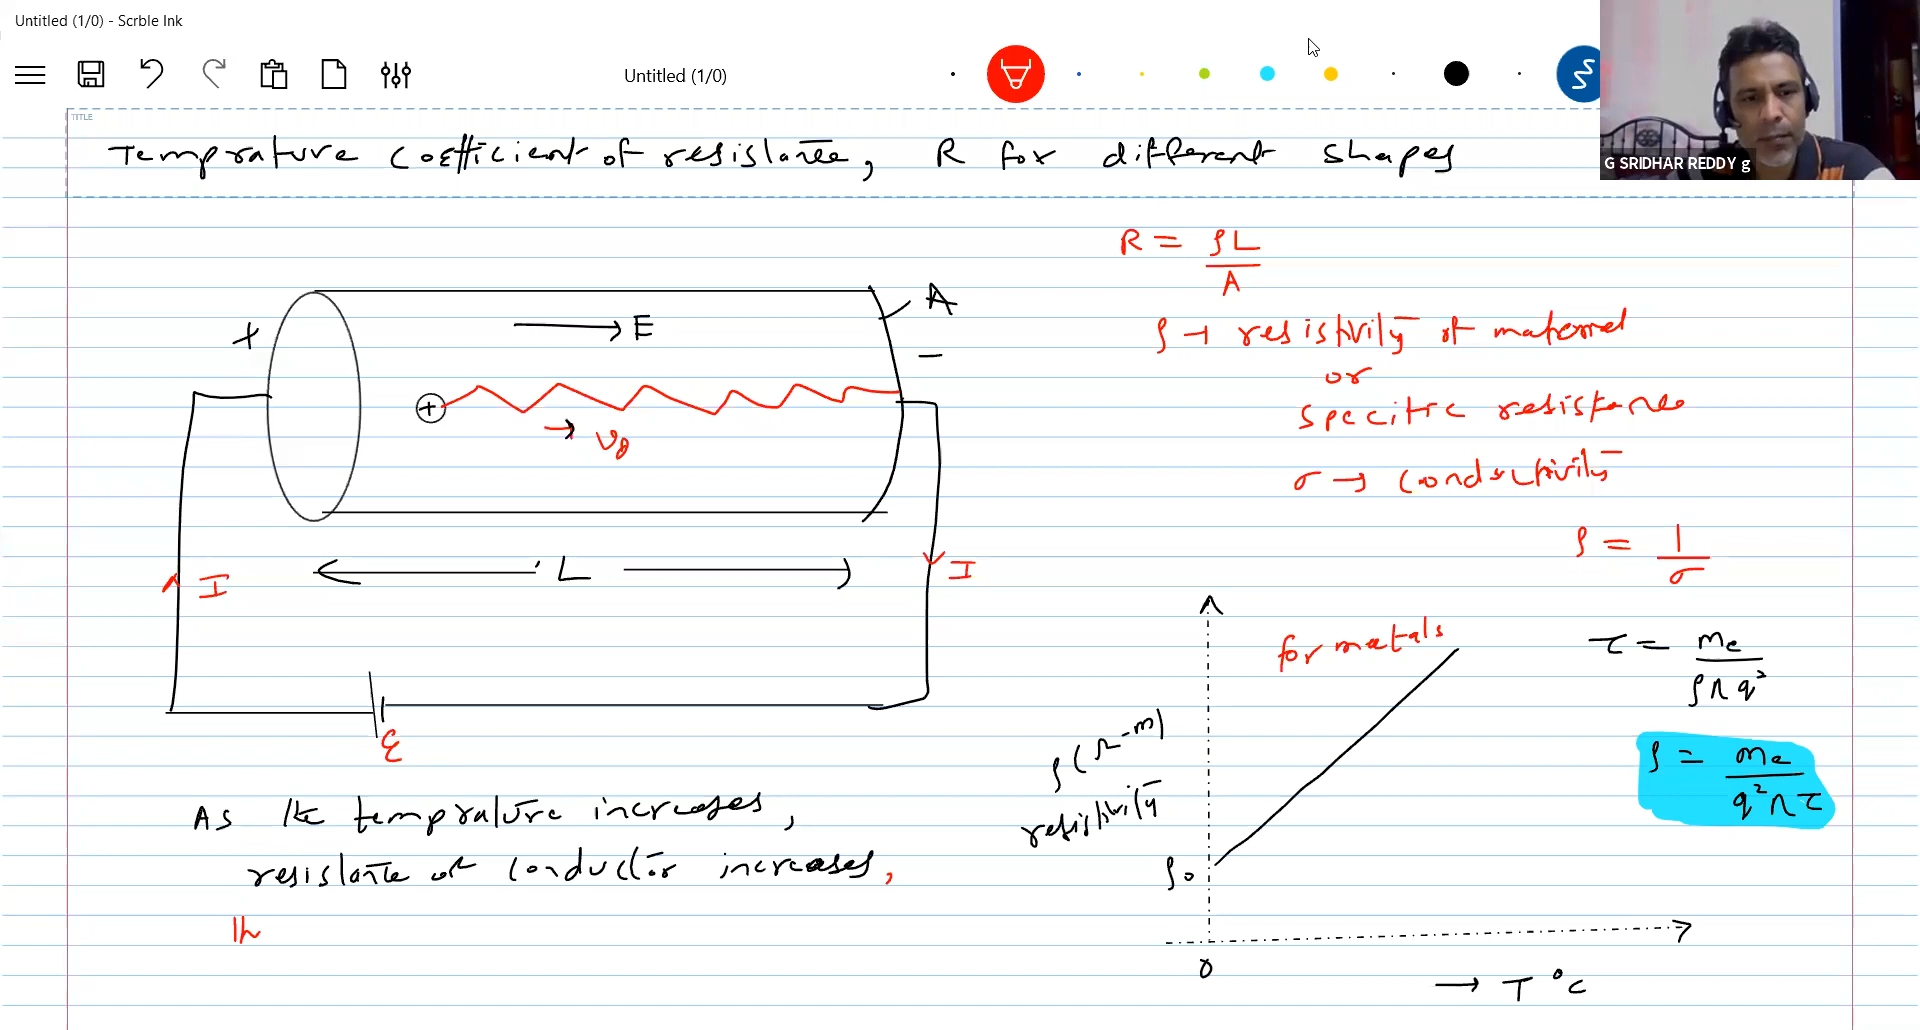 Untitled (1/0) - Scrble Ink
Untitled (1/0)
G SRIDHAR REDDY g
TITLE
Temprature coefficient of resistance, R for different shapes
R = ρL
A
ρ → resistivity of material
or
specific resistance
σ → conductivity
ρ = 1
σ
+
E
A
−
+
vd
I
L
I
ε
As the temprature increases,
resistance of conductor increases,
th
for metals
ρ (Ω-m)
resistivity
ρ0
0
→ T °C
τ = me
ρnq²
ρ = me
q²nτ